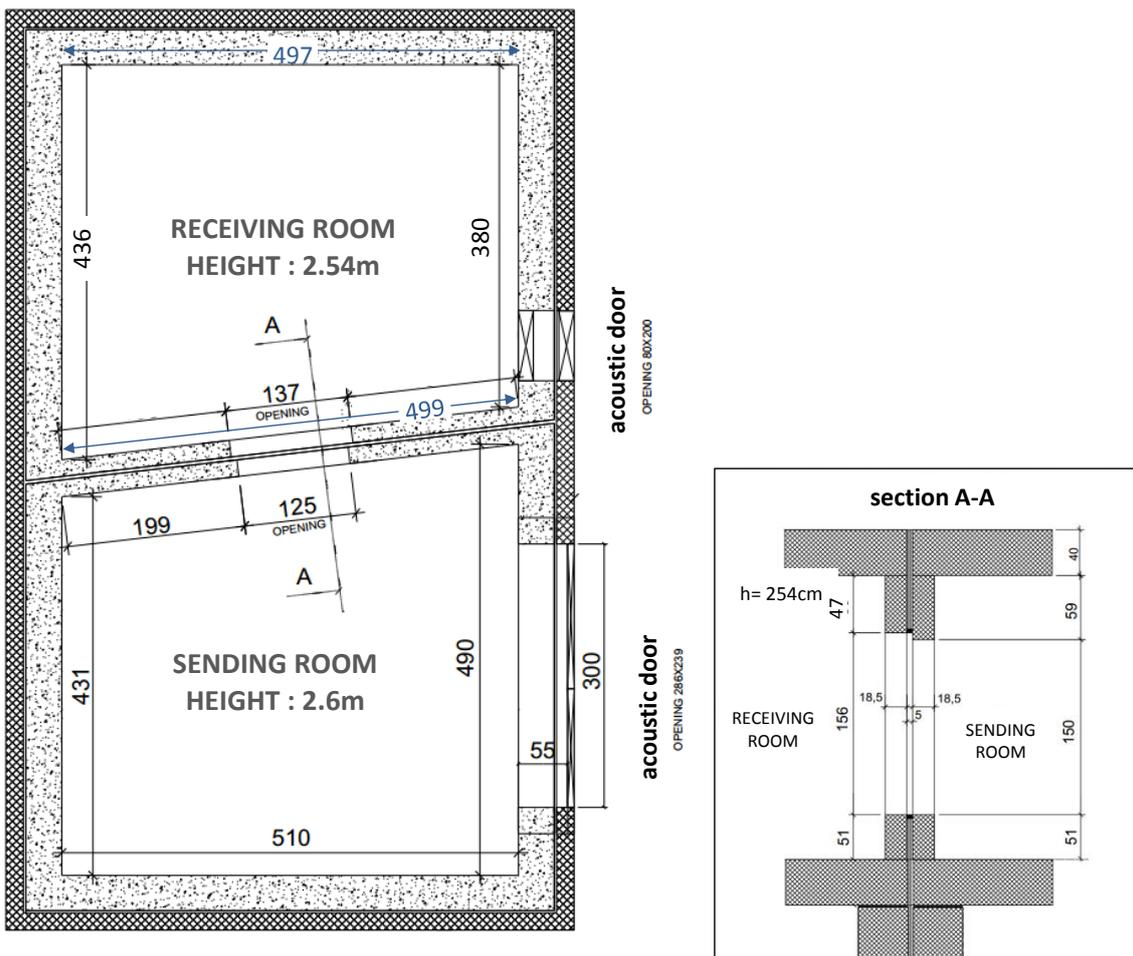 497
436
380
RECEIVING ROOM
HEIGHT : 2.54m
A
137
OPENING
499
acoustic door
OPENING 80X200
199
125
OPENING
A
431
490
SENDING ROOM
HEIGHT : 2.6m
300
55
510
acoustic door
OPENING 286X239
section A-A
40
h= 254cm
47
59
18,5
18,5
5
156
150
RECEIVING
ROOM
SENDING
ROOM
51
51